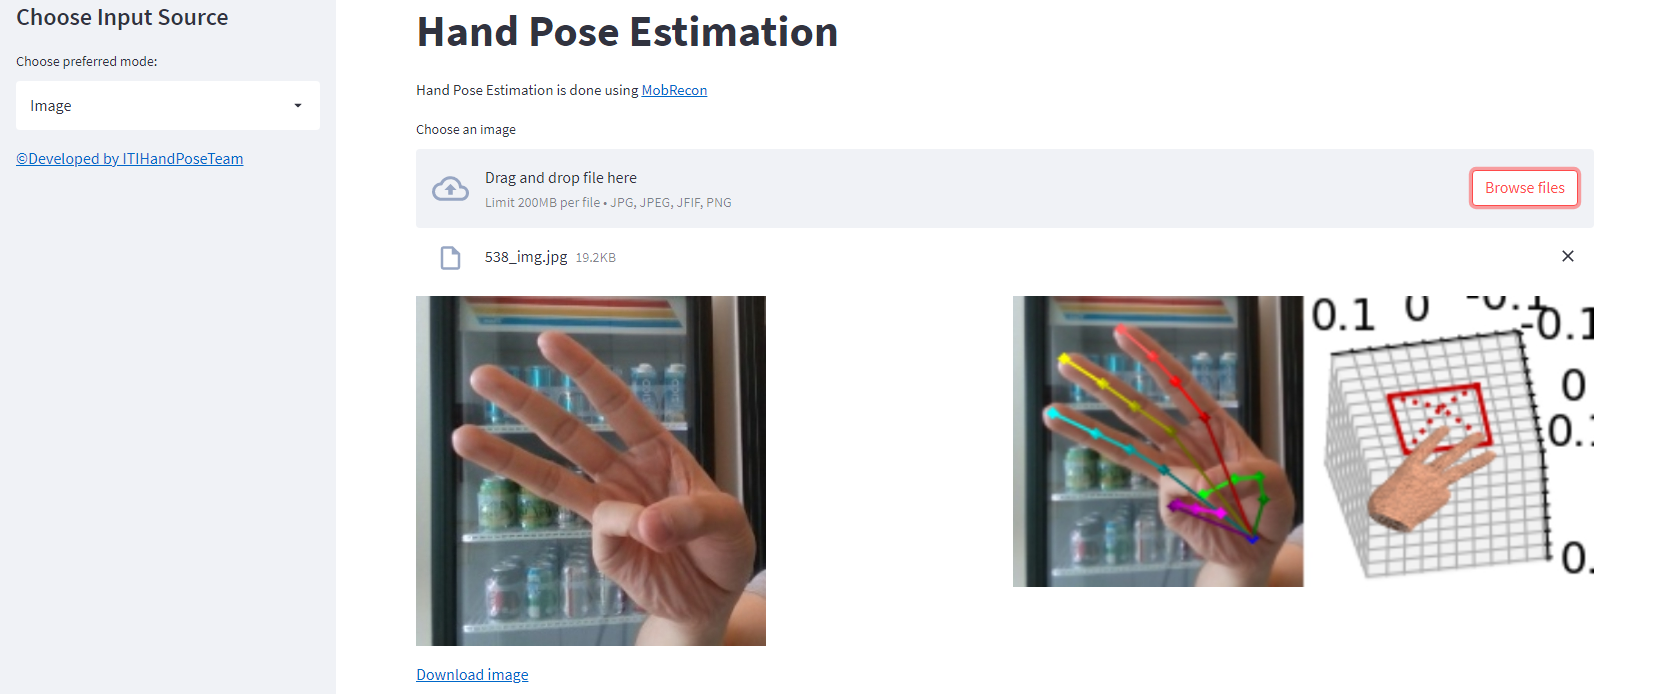 Choose Input Source
Choose preferred mode:
Image
©Developed by ITIHandPoseTeam
Hand Pose Estimation
Hand Pose Estimation is done using MobRecon
Choose an image
Drag and drop file here
Limit 200MB per file • JPG, JPEG, JFIF, PNG
Browse files
538_img.jpg 19.2KB
0.1 0 -0.1
-0.1
0
0.
Download image